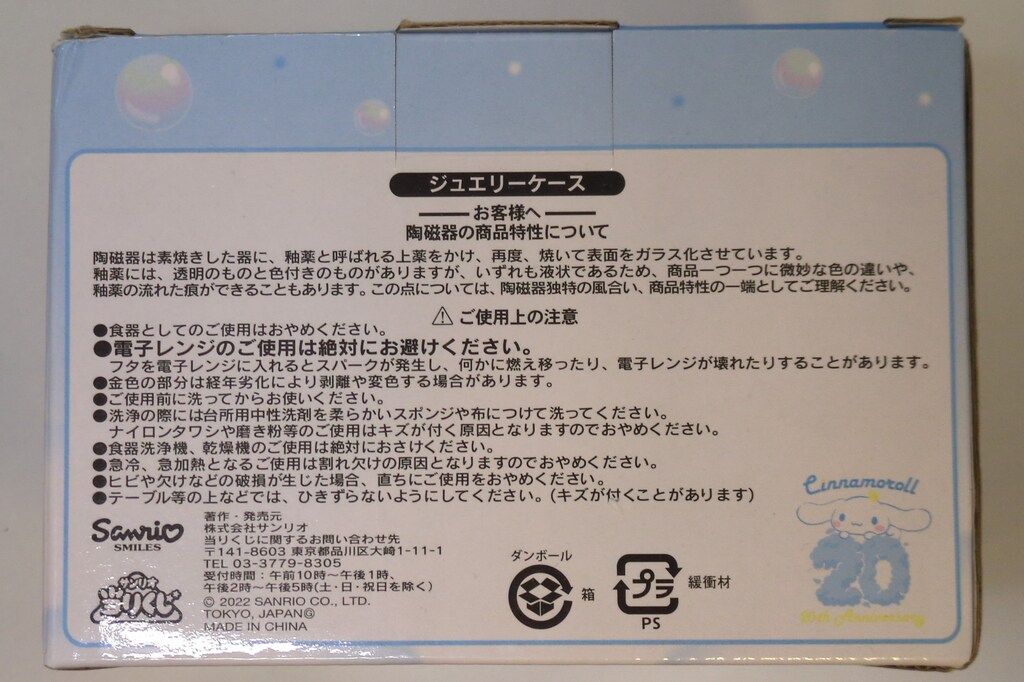 ジュエリーケース
お客様へ
陶磁器の商品特性について
陶磁器は素焼きした器に、釉薬と呼ばれる上薬をかけ、再度、焼いて表面をガラス化させています。
釉薬には、透明のものと色付きのものがありますが、いずれも液状であるため、商品一つ一つに微妙な色の違いや、
釉薬の流れた痕ができることもあります。この点については、陶磁器独特の風合い、商品特性の一端としてご理解ください。
⚠ ご使用上の注意
●食器としてのご使用はおやめください。
●電子レンジのご使用は絶対にお避けください。
フタを電子レンジに入れるとスパークが発生し、何かに燃え移ったり、電子レンジが壊れたりすることがあります。
●金色の部分は経年劣化により剥離や変色する場合があります。
●ご使用前に洗ってからお使いください。
●洗浄の際には台所用中性洗剤を柔らかいスポンジや布につけて洗ってください。
ナイロンタワシや磨き粉等のご使用はキズが付く原因となりますのでおやめください。
●食器洗浄機、乾燥機のご使用は絶対におさけください。
●急冷、急加熱となるご使用は割れ欠けの原因となりますのでおやめください。
●ヒビや欠けなどの破損が生じた場合、直ちにご使用をおやめください。
●テーブル等の上などでは、ひきずらないようにしてください。(キズが付くことがあります)
Sanrio
SMILES
サンリオ
当りくじ
著作・発売元
株式会社サンリオ
当りくじに関するお問い合わせ先
〒141-8603 東京都品川区大崎1-11-1
TEL 03-3779-8305
受付時間:午前10時〜午後1時、
午後2時〜午後5時(土・日・祝日を除く)
© 2022 SANRIO CO., LTD.
TOKYO, JAPAN Ⓖ
MADE IN CHINA
ダンボール
箱
プラ
緩衝材
PS
Cinnamoroll
20
20th Anniversary